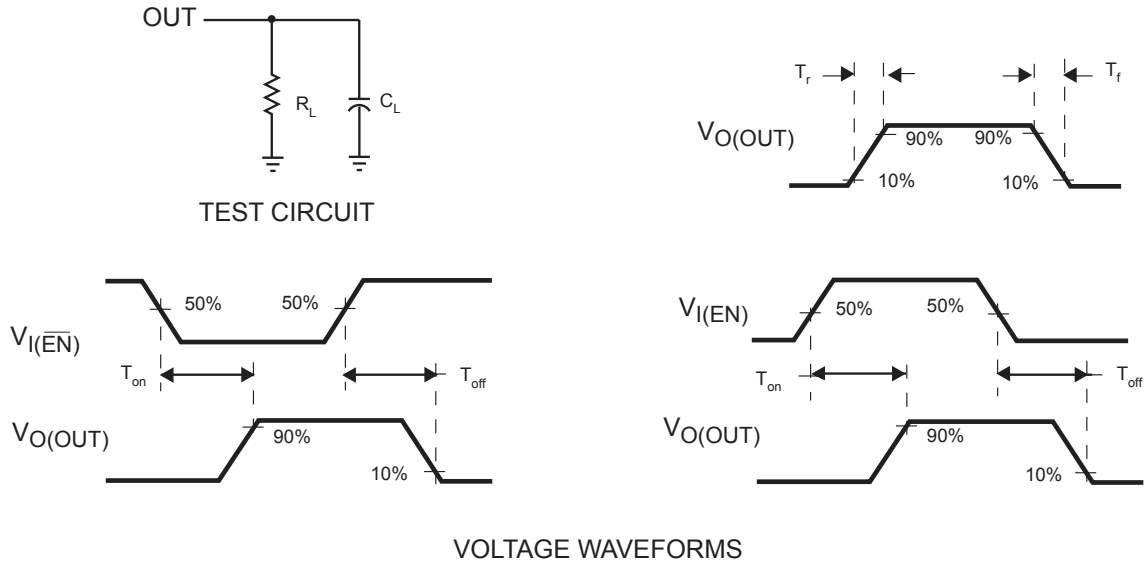 OUT
R_L
C_L
TEST CIRCUIT
T_r
T_f
V_O(OUT)
90%
90%
10%
10%
50%
50%
V_I(E̅N̅)
T_on
T_off
V_O(OUT)
90%
10%
50%
50%
V_I(EN)
T_on
T_off
V_O(OUT)
90%
10%
VOLTAGE WAVEFORMS